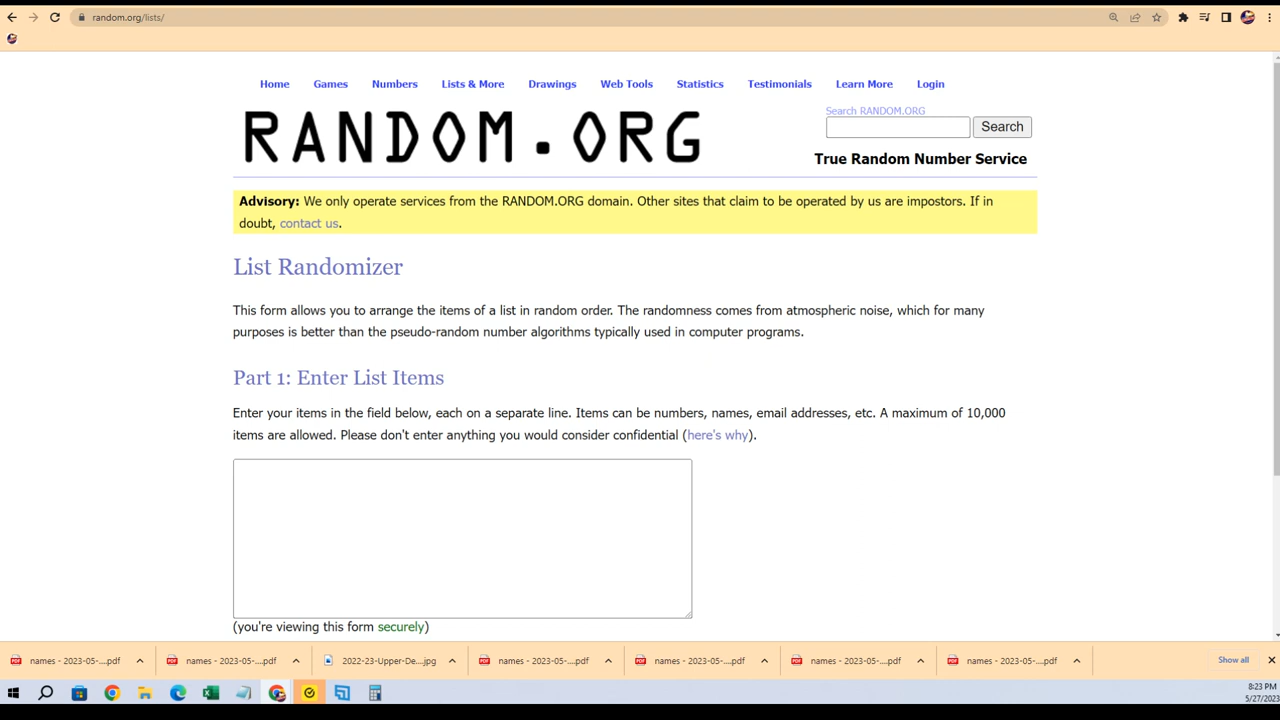 random.org/lists/
Home Games Numbers Lists & More Drawings Web Tools Statistics Testimonials Learn More Login
RANDOM.ORG
Search RANDOM.ORG
Search
True Random Number Service
Advisory: We only operate services from the RANDOM.ORG domain. Other sites that claim to be operated by us are impostors. If in
doubt, contact us.
List Randomizer
This form allows you to arrange the items of a list in random order. The randomness comes from atmospheric noise, which for many
purposes is better than the pseudo-random number algorithms typically used in computer programs.
Part 1: Enter List Items
Enter your items in the field below, each on a separate line. Items can be numbers, names, email addresses, etc. A maximum of 10,000
items are allowed. Please don't enter anything you would consider confidential (here's why).
(you're viewing this form securely)
names - 2023-05-....pdf names - 2023-05-....pdf 2022-23-Upper-De....jpg names - 2023-05-....pdf names - 2023-05-....pdf names - 2023-05-....pdf names - 2023-05-....pdf Show all
8:23 PM
5/27/2023